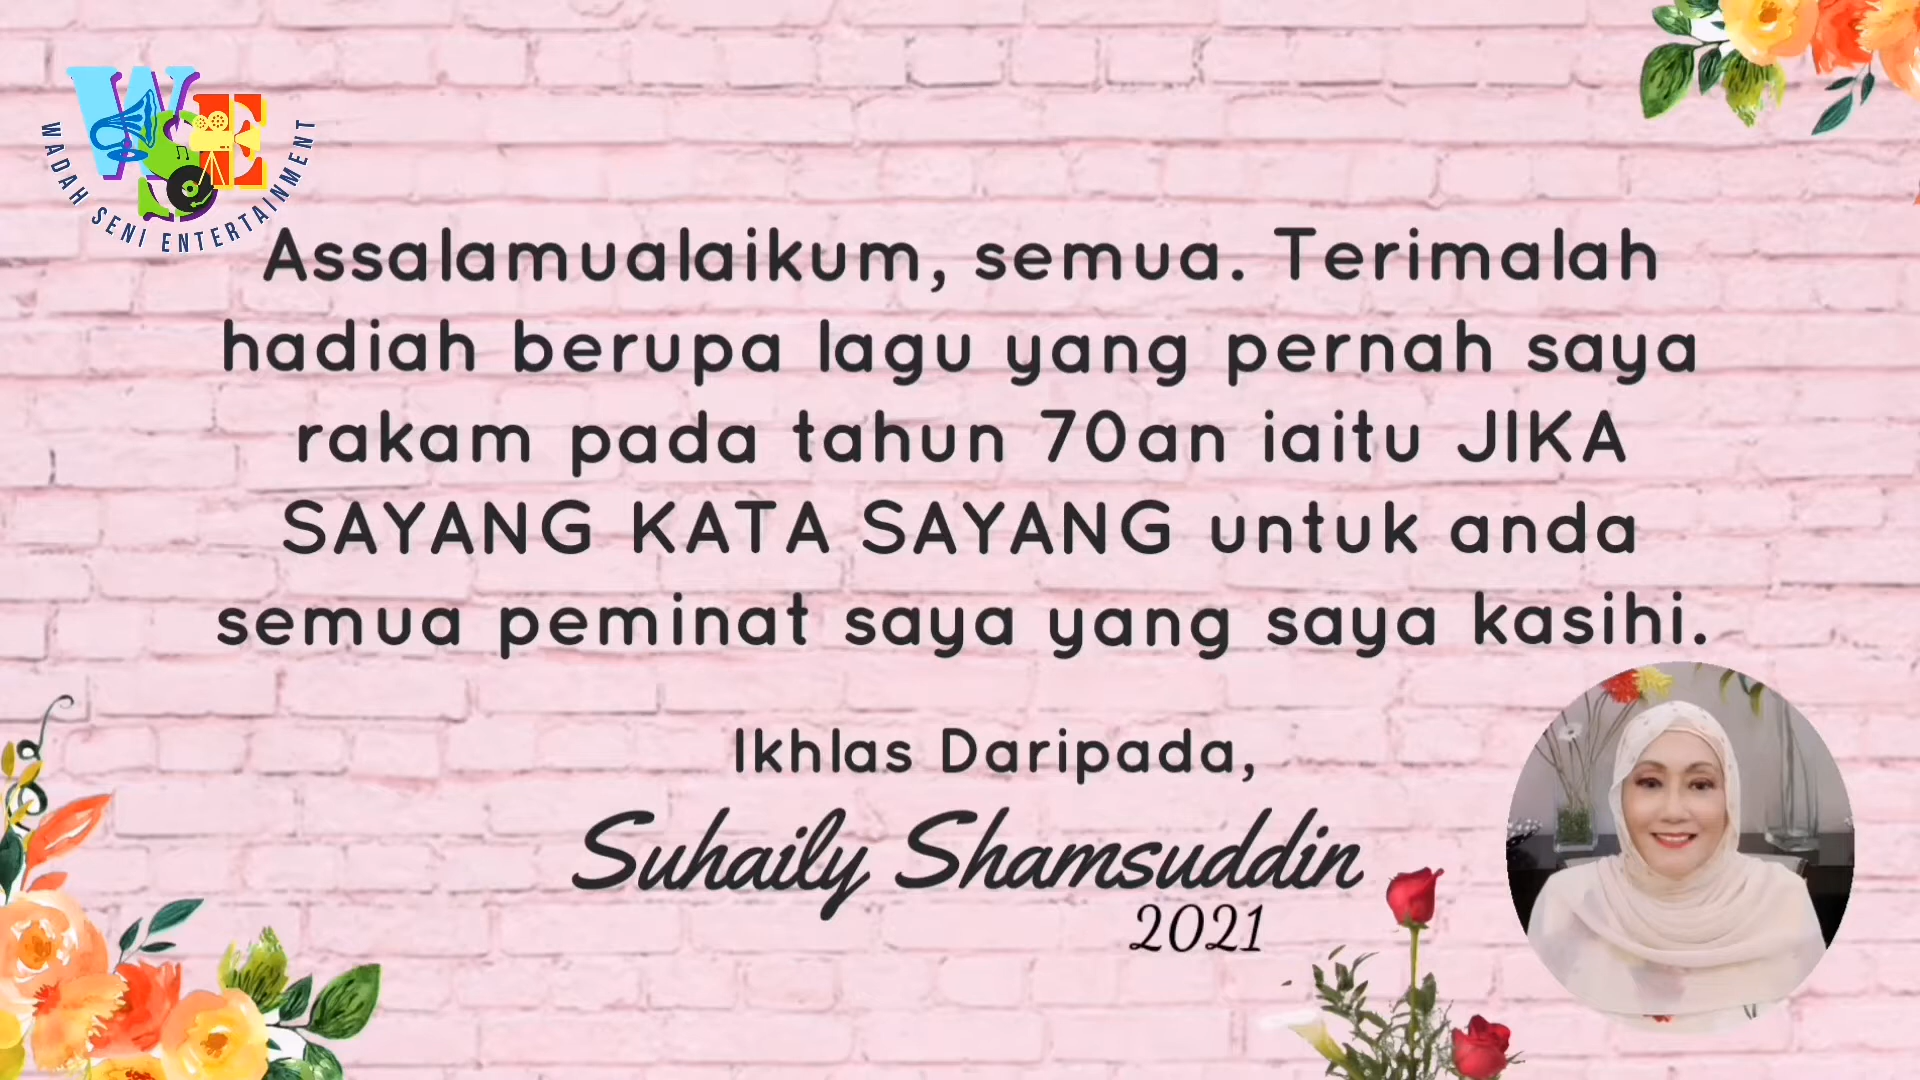 WSE
WADAH SENI ENTERTAINMENT
Assalamualaikum, semua. Terimalah
hadiah berupa lagu yang pernah saya
rakam pada tahun 70an iaitu JIKA
SAYANG KATA SAYANG untuk anda
semua peminat saya yang saya kasihi.
Ikhlas Daripada,
Suhaily Shamsuddin
2021